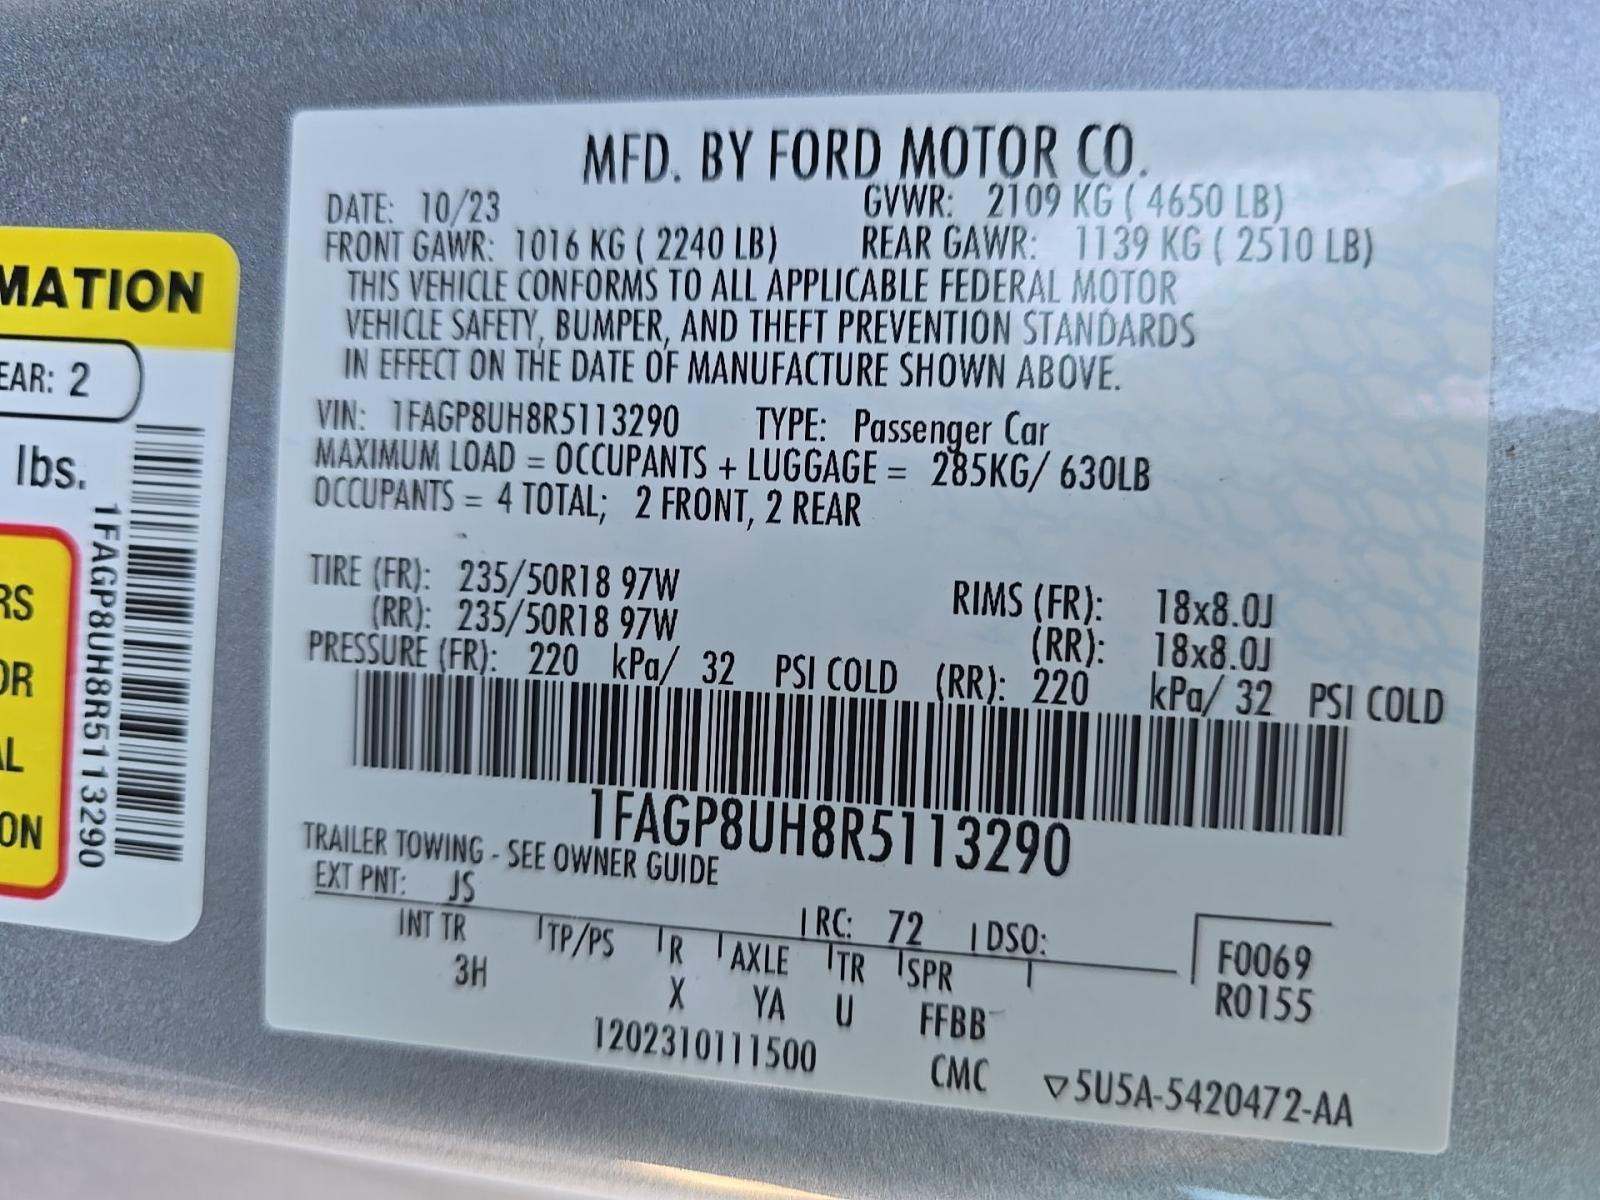 MATION
EAR: 2
lbs.
RS
OR
AL
ON
1FAGP8UH8R5113290
MFD. BY FORD MOTOR CO.
DATE: 10/23 GVWR: 2109 KG ( 4650 LB)
FRONT GAWR: 1016 KG ( 2240 LB) REAR GAWR: 1139 KG ( 2510 LB)
THIS VEHICLE CONFORMS TO ALL APPLICABLE FEDERAL MOTOR
VEHICLE SAFETY, BUMPER, AND THEFT PREVENTION STANDARDS
IN EFFECT ON THE DATE OF MANUFACTURE SHOWN ABOVE.
VIN: 1FAGP8UH8R5113290 TYPE: Passenger Car
MAXIMUM LOAD = OCCUPANTS + LUGGAGE = 285KG/ 630LB
OCCUPANTS = 4 TOTAL; 2 FRONT, 2 REAR
TIRE (FR): 235/50R18 97W RIMS (FR): 18x8.0J
(RR): 235/50R18 97W (RR): 18x8.0J
PRESSURE (FR): 220 kPa/ 32 PSI COLD (RR): 220 kPa/ 32 PSI COLD
1FAGP8UH8R5113290
TRAILER TOWING - SEE OWNER GUIDE
EXT PNT: JS RC: 72 DSO:
INT TR TP/PS R AXLE TR SPR F0069
3H X YA U FFBB R0155
1202310111500 CMC ▽5U5A-5420472-AA